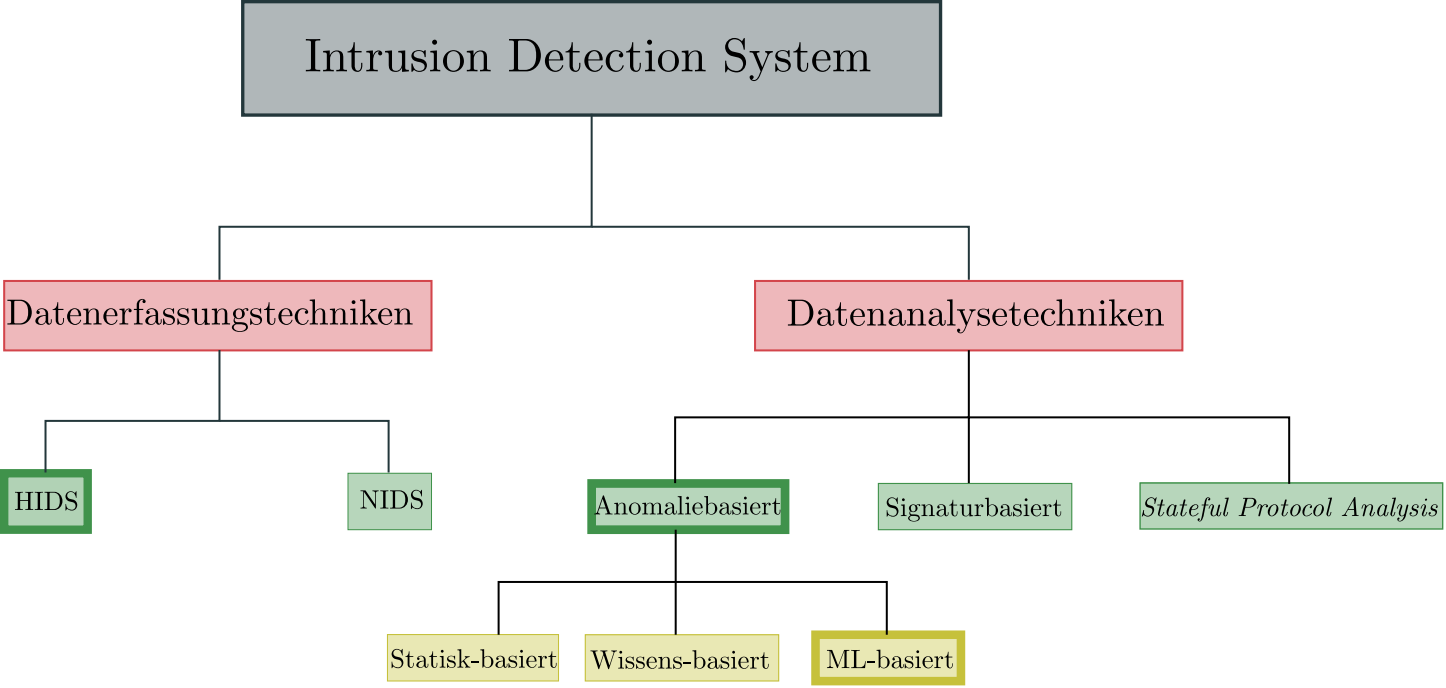 Intrusion Detection System
Datenerfassungstechniken
Datenanalysetechniken
HIDS
NIDS
Anomaliebasiert
Signaturbasiert
Stateful Protocol Analysis
Statisk-basiert
Wissens-basiert
ML-basiert